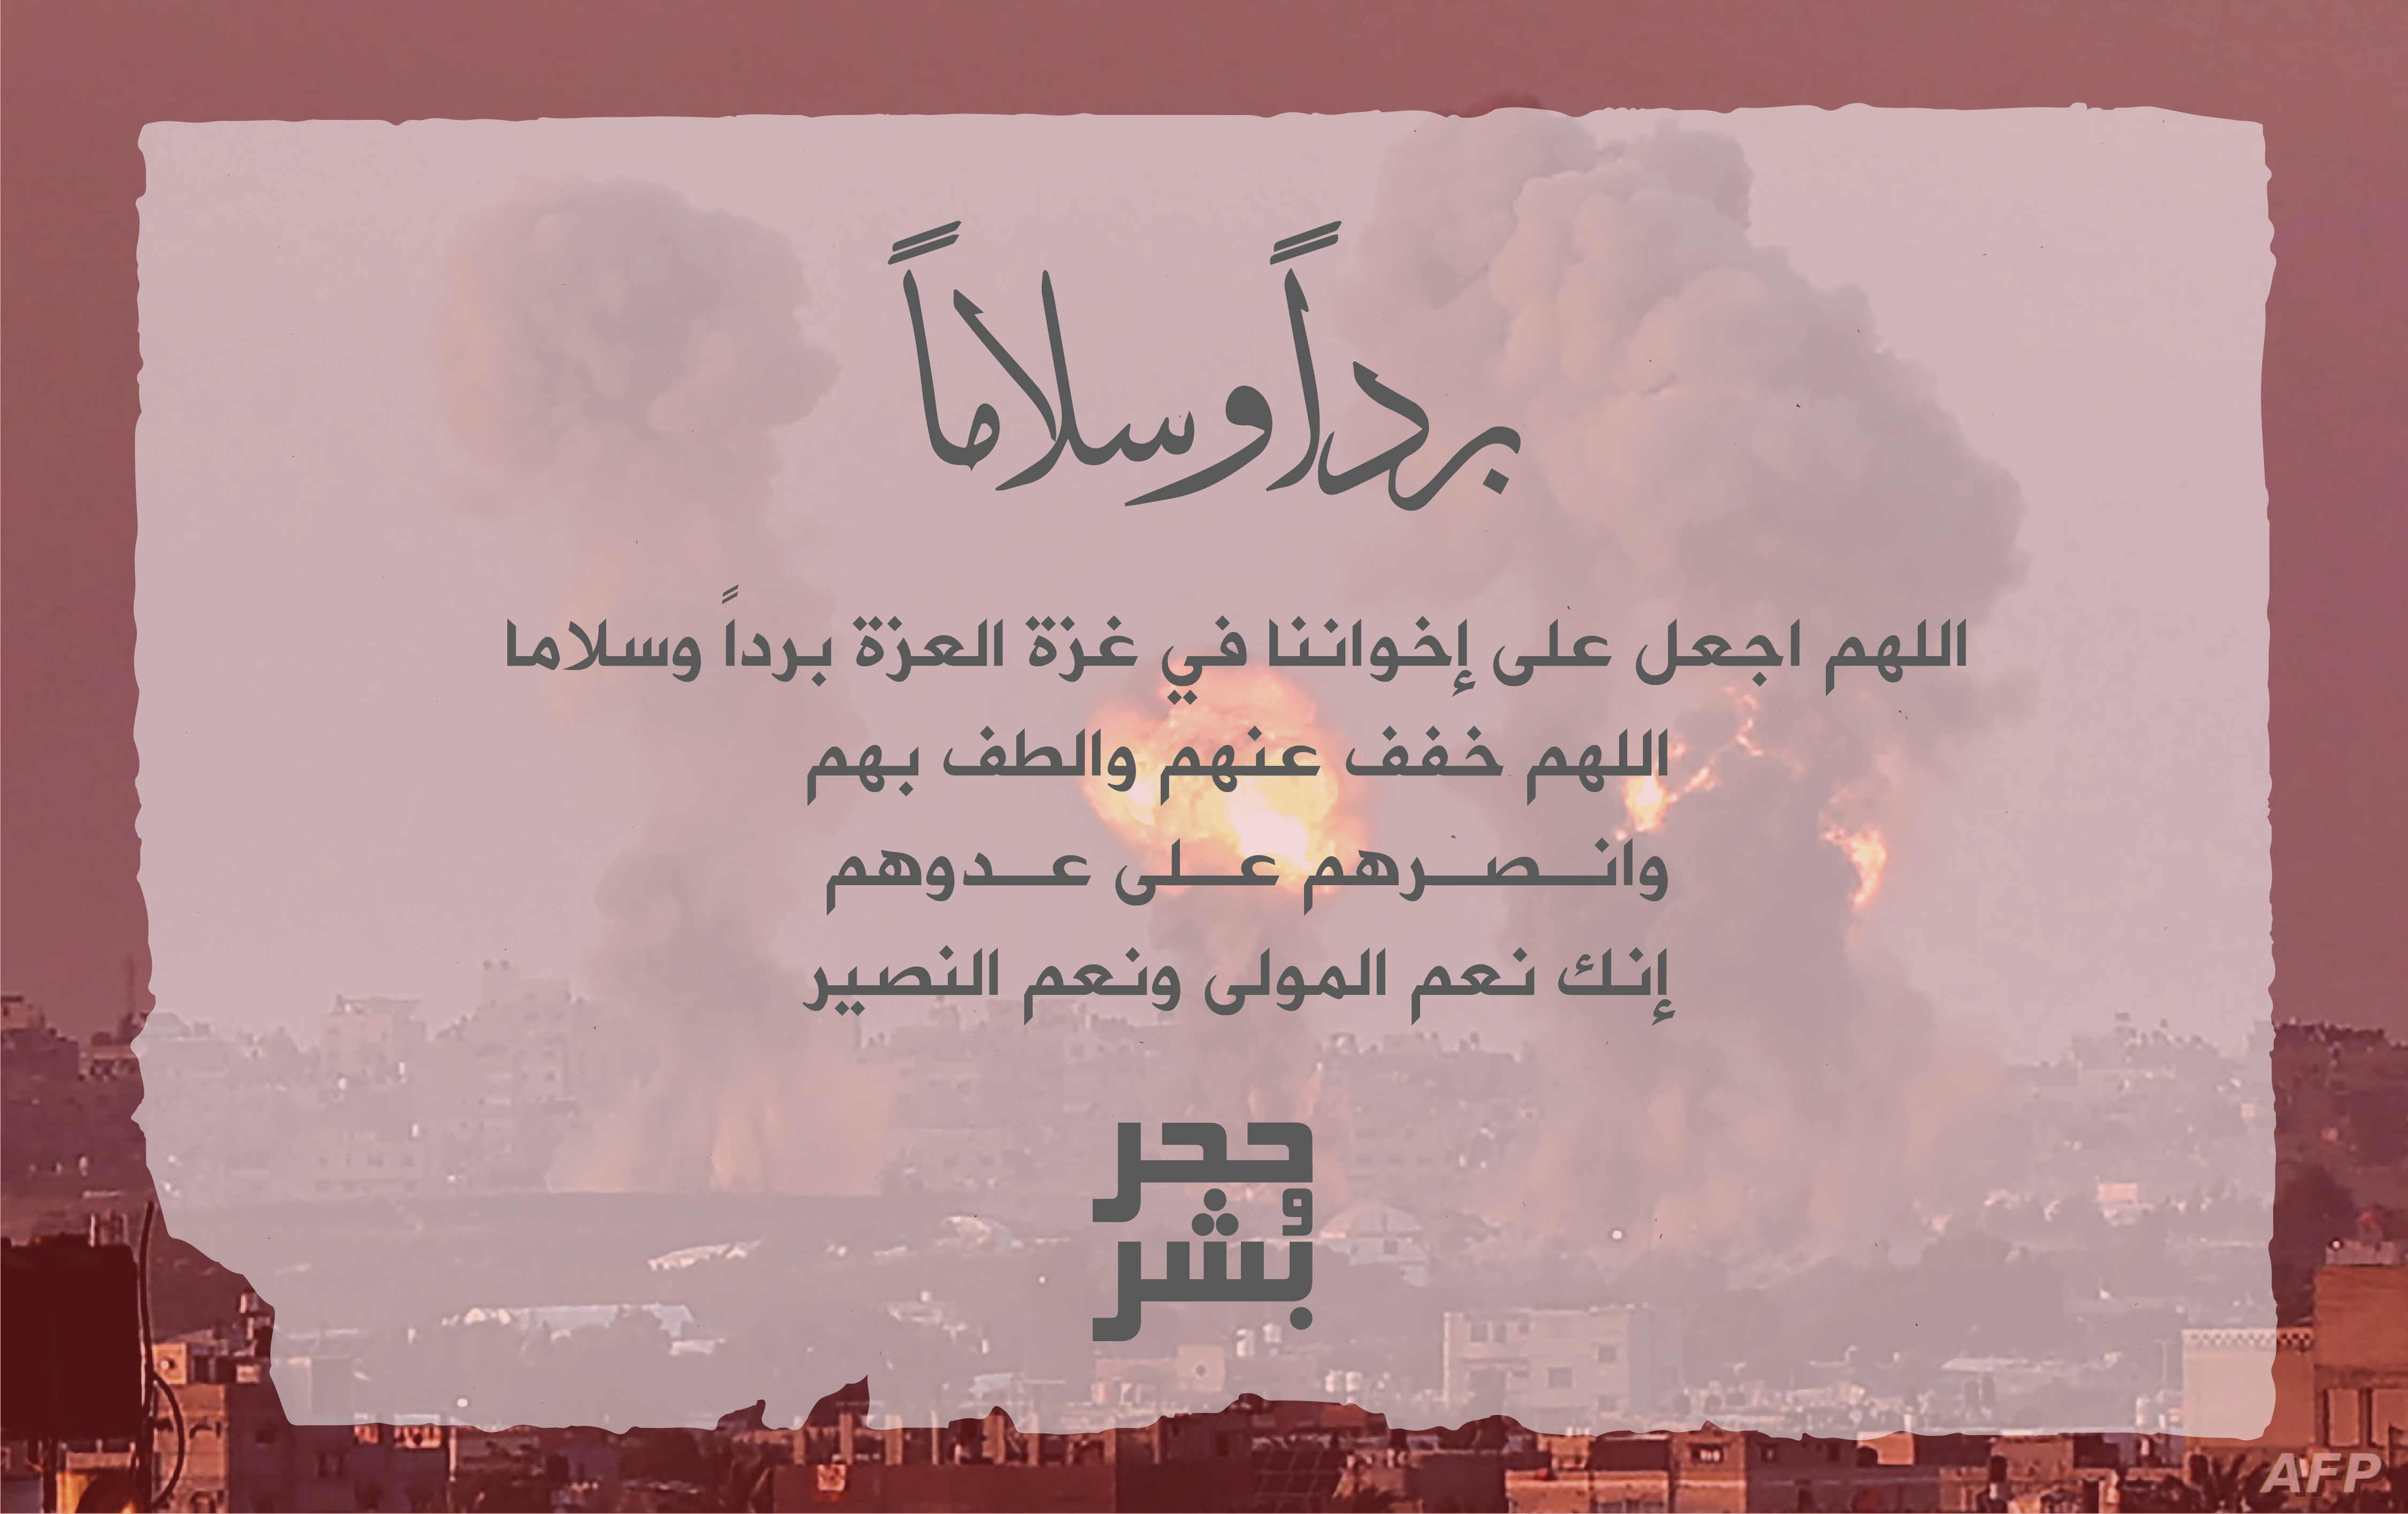 برداً وسلاماً
اللهم اجعل على إخواننا في غزة العزة برداً وسلاما
اللهم خفف عنهم والطف بهم
وانـــصـــرهم عـــلى عـــدوهم
إنك نعم المولى ونعم النصير
حجر
و
بشر
AFP